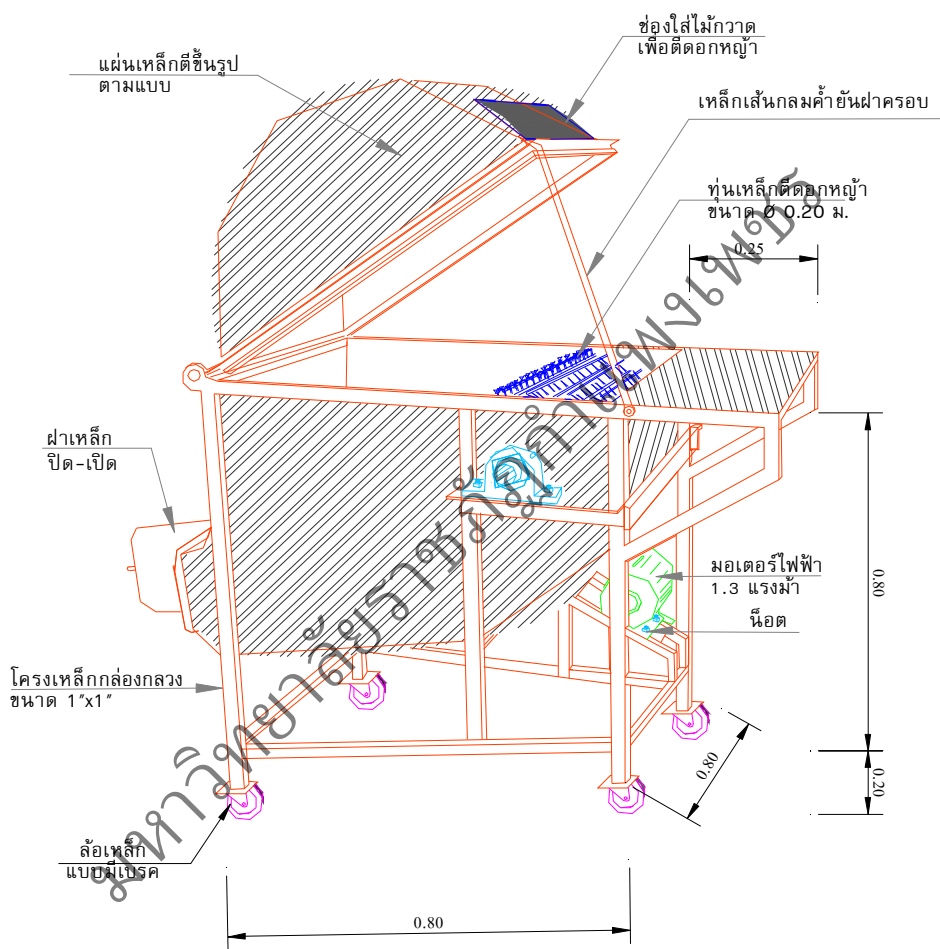 ช่องใส่ไม้กวาด
เพื่อตีดอกหญ้า
แผ่นเหล็กตีขึ้นรูป
ตามแบบ
เหล็กเส้นกลมค้ำยันฝาครอบ
ทุ่นเหล็กตีดอกหญ้า
ขนาด Ø 0.20 ม.
0.25
ฝาเหล็ก
ปิด-เปิด
มอเตอร์ไฟฟ้า
1.3 แรงม้า
น็อต
0.80
โครงเหล็กกล่องกลวง
ขนาด 1"x1"
0.80
0.20
ล้อเหล็ก
แบบมีเบรค
0.80
มหาวิทยาลัยราชภัฏกำแพงเพชร